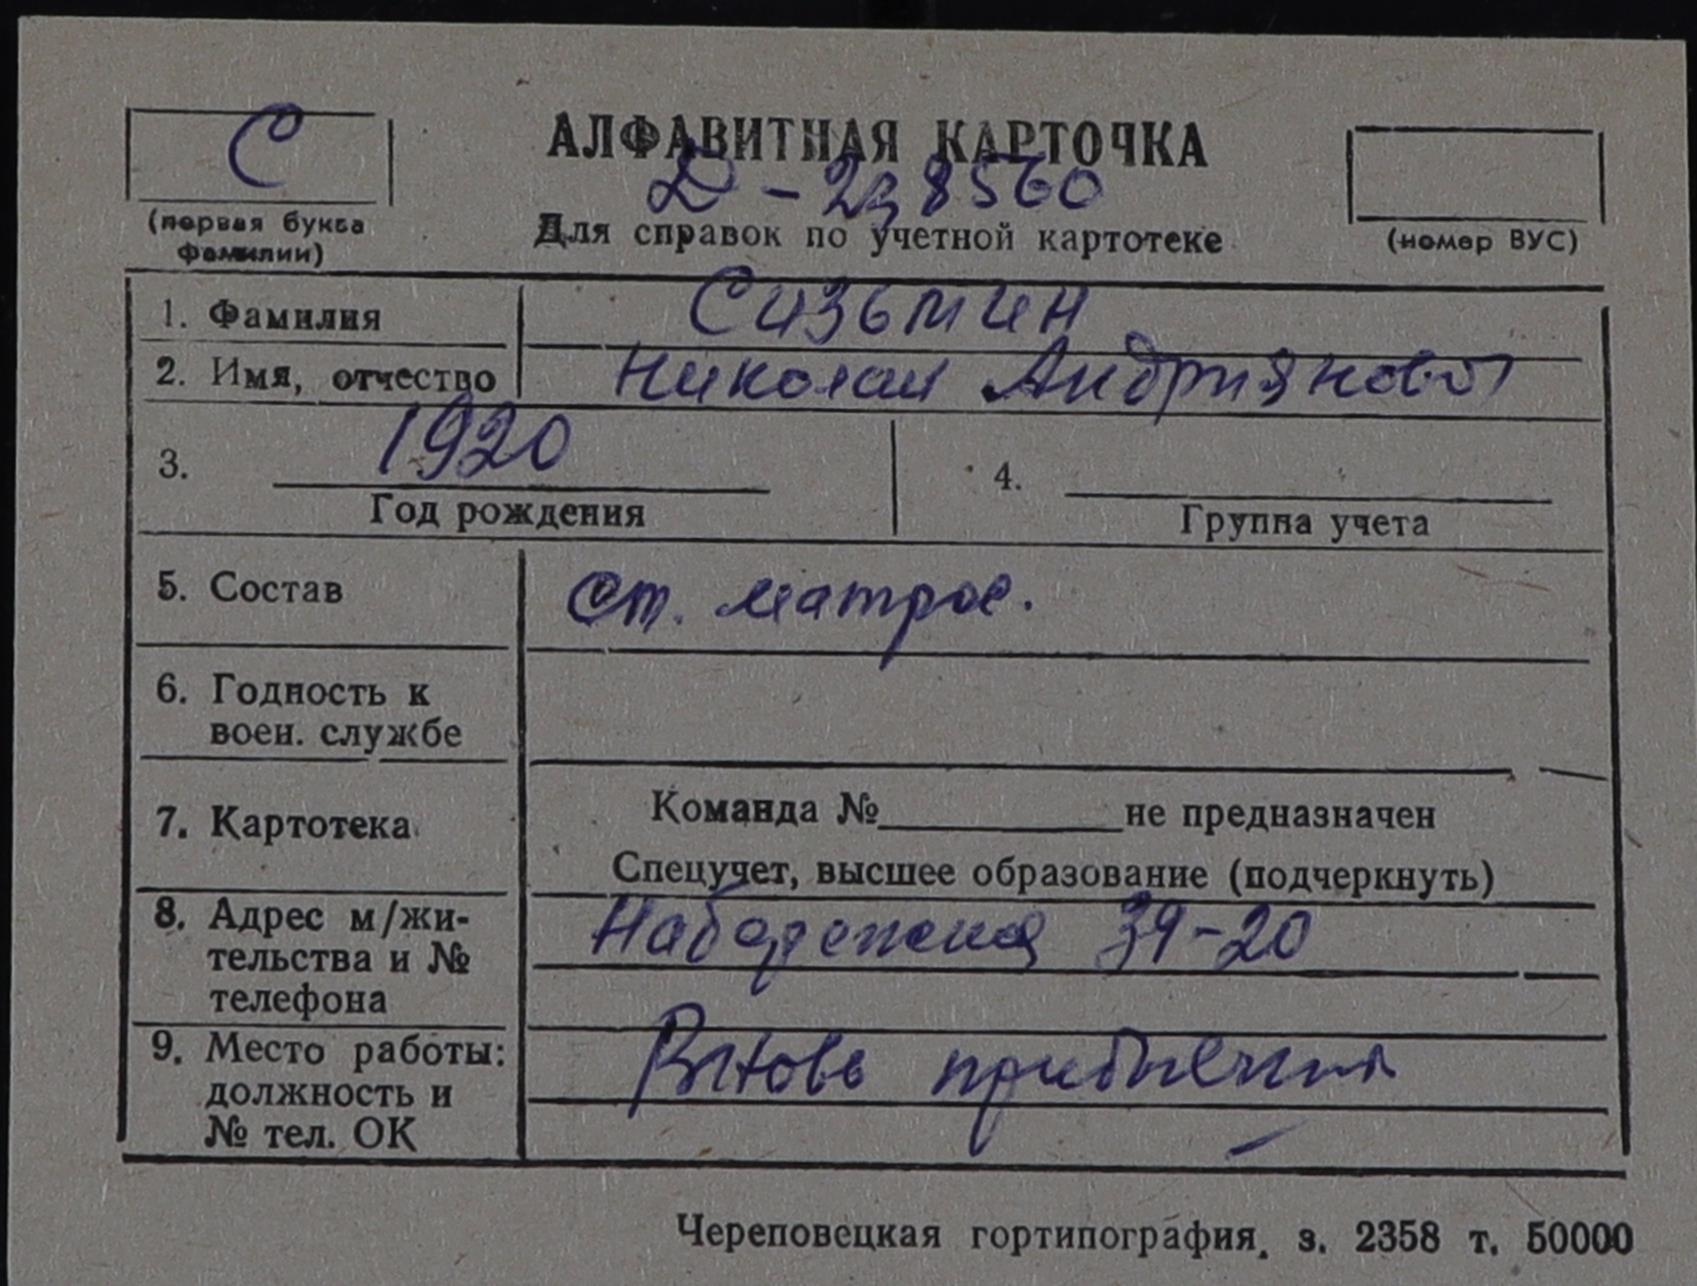 С
(первая буква фамилии)
АЛФАВИТНАЯ КАРТОЧКА
Д-238560
Для справок по учетной картотеке
(номер ВУС)
1. Фамилия Сизьмин
2. Имя, отчество Николай Андриянович
3. 1920
Год рождения
4.
Группа учета
5. Состав ст. матрос.
6. Годность к
воен. службе
7. Картотека
Команда № не предназначен
Спецучет, высшее образование (подчеркнуть)
8. Адрес м/жи-
тельства и №
телефона
Набережная 39-20
9. Место работы:
должность и
№ тел. ОК
Вновь прибывший
Череповецкая гортипография, з. 2358 т. 50000